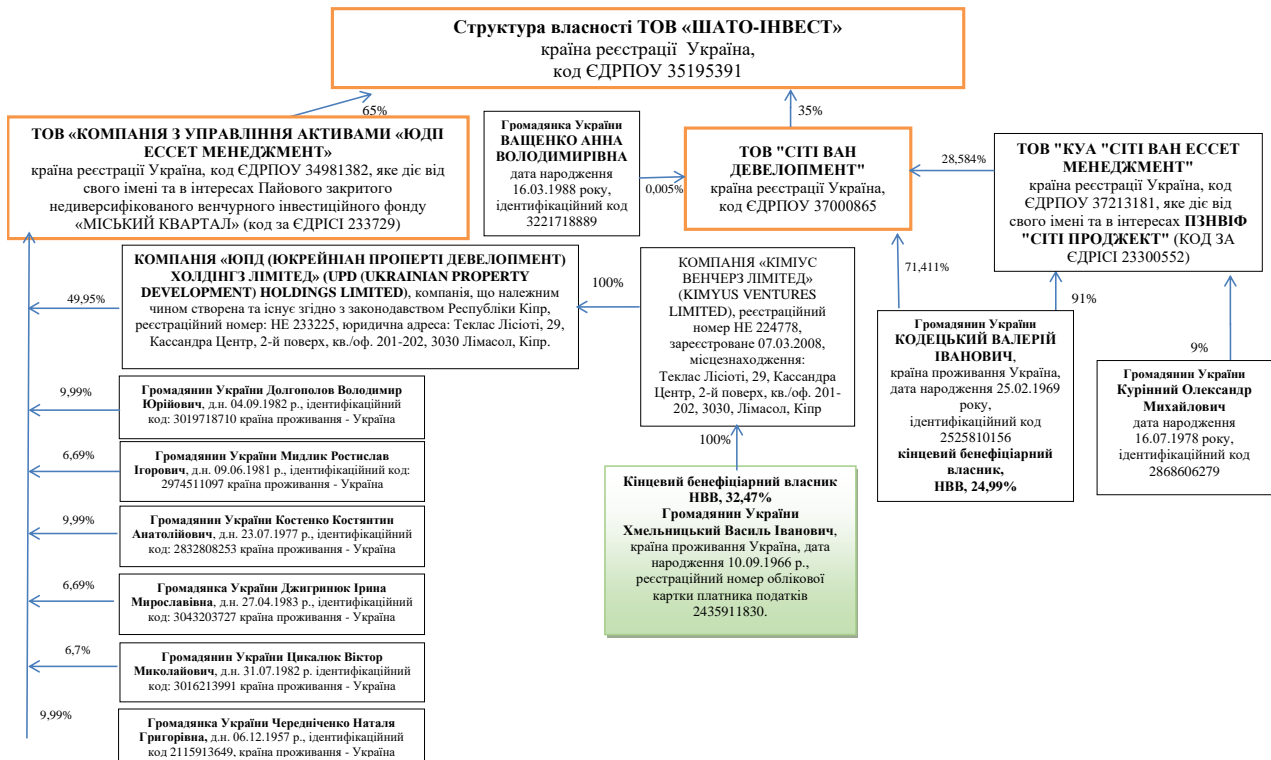 Структура власності ТОВ «ШАТО-ІНВЕСТ»
країна реєстрації Україна,
код ЄДРПОУ 35195391
65%
35%
ТОВ «КОМПАНІЯ З УПРАВЛІННЯ АКТИВАМИ «ЮДП
ЕССЕТ МЕНЕДЖМЕНТ»
країна реєстрації Україна, код ЄДРПОУ 34981382, яке діє від
свого імені та в інтересах Пайового закритого
недиверсифікованого венчурного інвестиційного фонду
«МІСЬКИЙ КВАРТАЛ» (код за ЄДРІСІ 233729)
Громадянка України
ВАЩЕНКО АННА
ВОЛОДИМИРІВНА
дата народження
16.03.1988 року,
ідентифікаційний код
3221718889
0,005%
ТОВ "СІТІ ВАН
ДЕВЕЛОПМЕНТ"
країна реєстрації Україна,
код ЄДРПОУ 37000865
28,584%
ТОВ "КУА "СІТІ ВАН ЕССЕТ
МЕНЕДЖМЕНТ"
країна реєстрації Україна, код
ЄДРПОУ 37213181, яке діє від
свого імені та в інтересах ПЗНВІФ
"СІТІ ПРОДЖЕКТ" (КОД ЗА
ЄДРІСІ 23300552)
49,95%
КОМПАНІЯ «ЮПД (ЮКРЕЙНІАН ПРОПЕРТІ ДЕВЕЛОПМЕНТ)
ХОЛДІНГЗ ЛІМІТЕД» (UPD (UKRAINIAN PROPERTY
DEVELOPMENT) HOLDINGS LIMITED), компанія, що належним
чином створена та існує згідно з законодавством Республіки Кіпр,
реєстраційний номер: НЕ 233225, юридична адреса: Теклас Лісіоті, 29,
Кассандра Центр, 2-й поверх, кв./оф. 201-202, 3030 Лімасол, Кіпр.
100%
КОМПАНІЯ «КІМІУС
ВЕНЧЕРЗ ЛІМІТЕД»
(KIMYUS VENTURES
LIMITED), реєстраційний
номер НЕ 224778,
зареєстроване 07.03.2008,
місцезнаходження:
Теклас Лісіоті, 29, Кассандра
Центр, 2-й поверх, кв./оф. 201-
202, 3030, Лімасол, Кіпр
71,411%
91%
9%
Громадянин України
КОДЕЦЬКИЙ ВАЛЕРІЙ
ІВАНОВИЧ,
країна проживання Україна,
дата народження 25.02.1969
року,
ідентифікаційний код
2525810156
кінцевий бенефіціарний
власник,
НВВ, 24,99%
Громадянин України
Курінний Олександр
Михайлович
дата народження
16.07.1978 року,
ідентифікаційний код
2868606279
100%
Кінцевий бенефіціарний власник
НВВ, 32,47%
Громадянин України
Хмельницький Василь Іванович,
країна проживання Україна, дата
народження 10.09.1966 р.,
реєстраційний номер облікової
картки платника податків
2435911830.
9,99%
Громадянин України Долгополов Володимир
Юрійович, д.н. 04.09.1982 р., ідентифікаційний
код: 3019718710 країна проживання - Україна
6,69%
Громадянин України Мидлик Ростислав
Ігорович, д.н. 09.06.1981 р., ідентифікаційний код:
2974511097 країна проживання - Україна
9,99%
Громадянин України Костенко Костянтин
Анатолійович, д.н. 23.07.1977 р., ідентифікаційний
код: 2832808253 країна проживання - Україна
6,69%
Громадянка України Джигринюк Ірина
Мирославівна, д.н. 27.04.1983 р., ідентифікаційний
код: 3043203727 країна проживання - Україна
6,7%
Громадянин України Цикалюк Віктор
Миколайович, д.н. 31.07.1982 р. ідентифікаційний
код: 3016213991 країна проживання - Україна
9,99%
Громадянка України Чередніченко Наталя
Григорівна, д.н. 06.12.1957 р., ідентифікаційний
код 2115913649, країна проживання - Україна